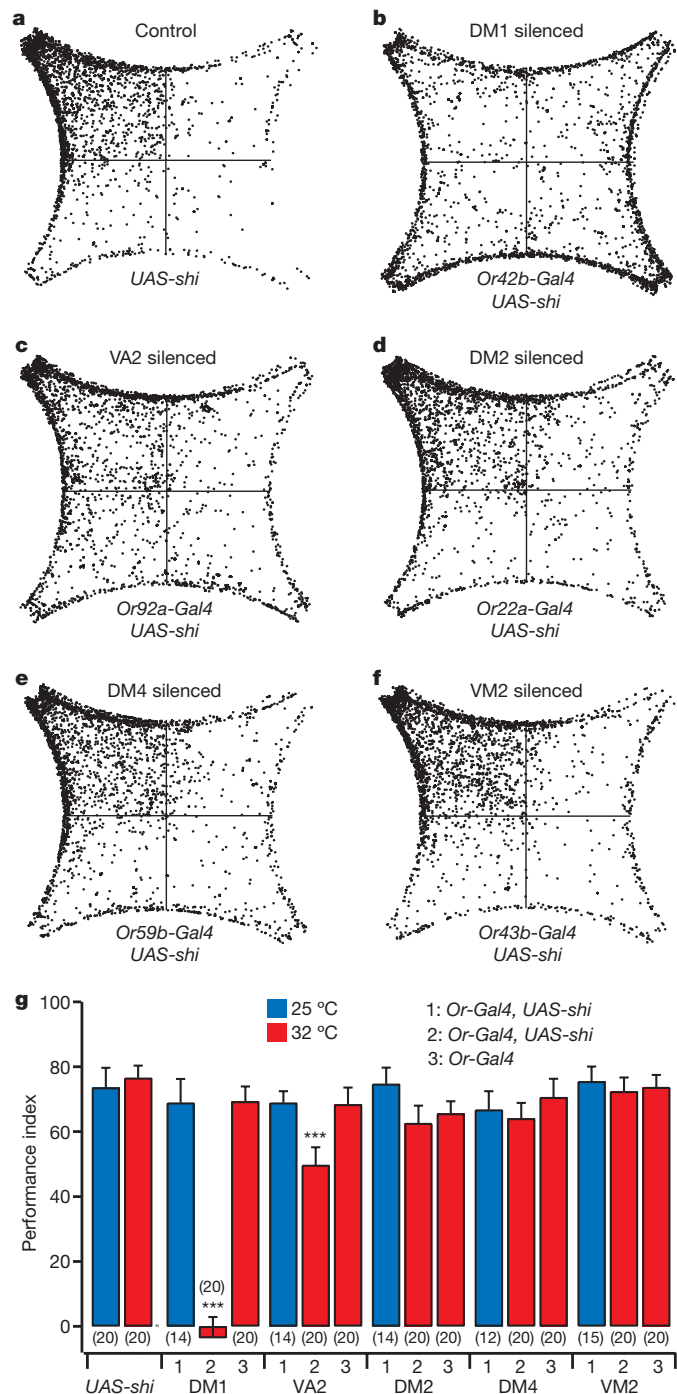 a
Control
UAS-shi
b
DM1 silenced
Or42b-Gal4
UAS-shi
c
VA2 silenced
Or92a-Gal4
UAS-shi
d
DM2 silenced
Or22a-Gal4
UAS-shi
e
DM4 silenced
Or59b-Gal4
UAS-shi
f
VM2 silenced
Or43b-Gal4
UAS-shi
g
Performance index
100
80
60
40
20
0
25 ºC
32 ºC
1: Or-Gal4, UAS-shi
2: Or-Gal4, UAS-shi
3: Or-Gal4
(20)
***
***
(20) (20) (14) (20) (14) (20) (20) (14) (20) (20) (12) (20) (20) (15) (20) (20)
1 2 3 1 2 3 1 2 3 1 2 3 1 2 3
UAS-shi DM1 VA2 DM2 DM4 VM2